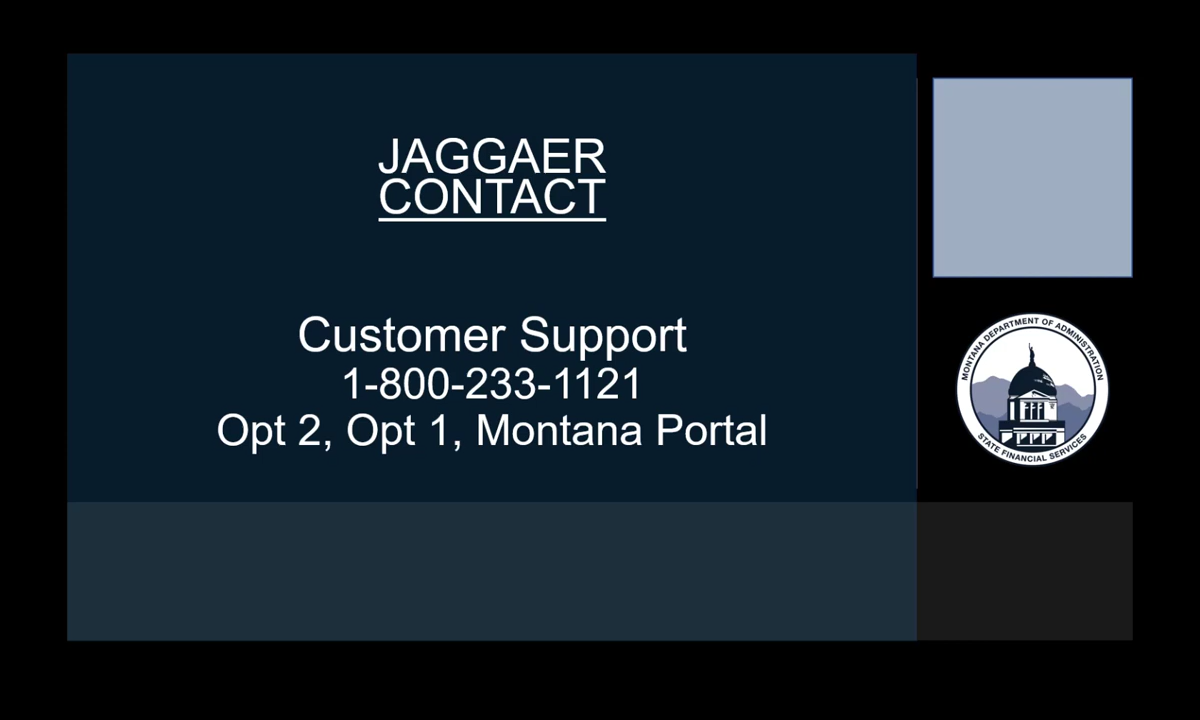 JAGGAER
CONTACT
Customer Support
1-800-233-1121
Opt 2, Opt 1, Montana Portal
MONTANA DEPARTMENT OF ADMINISTRATION
STATE FINANCIAL SERVICES